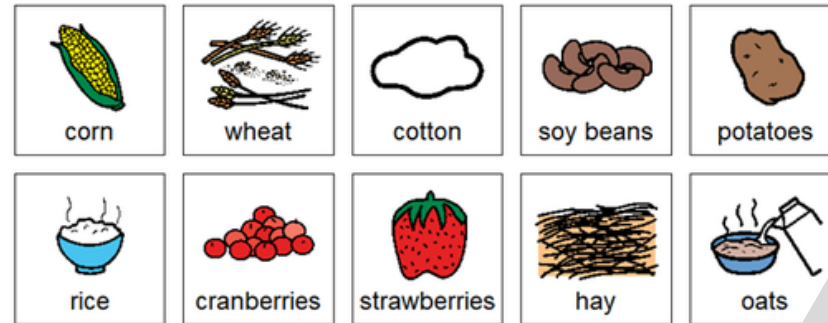 corn wheat cotton soy beans potatoes
rice cranberries strawberries hay oats